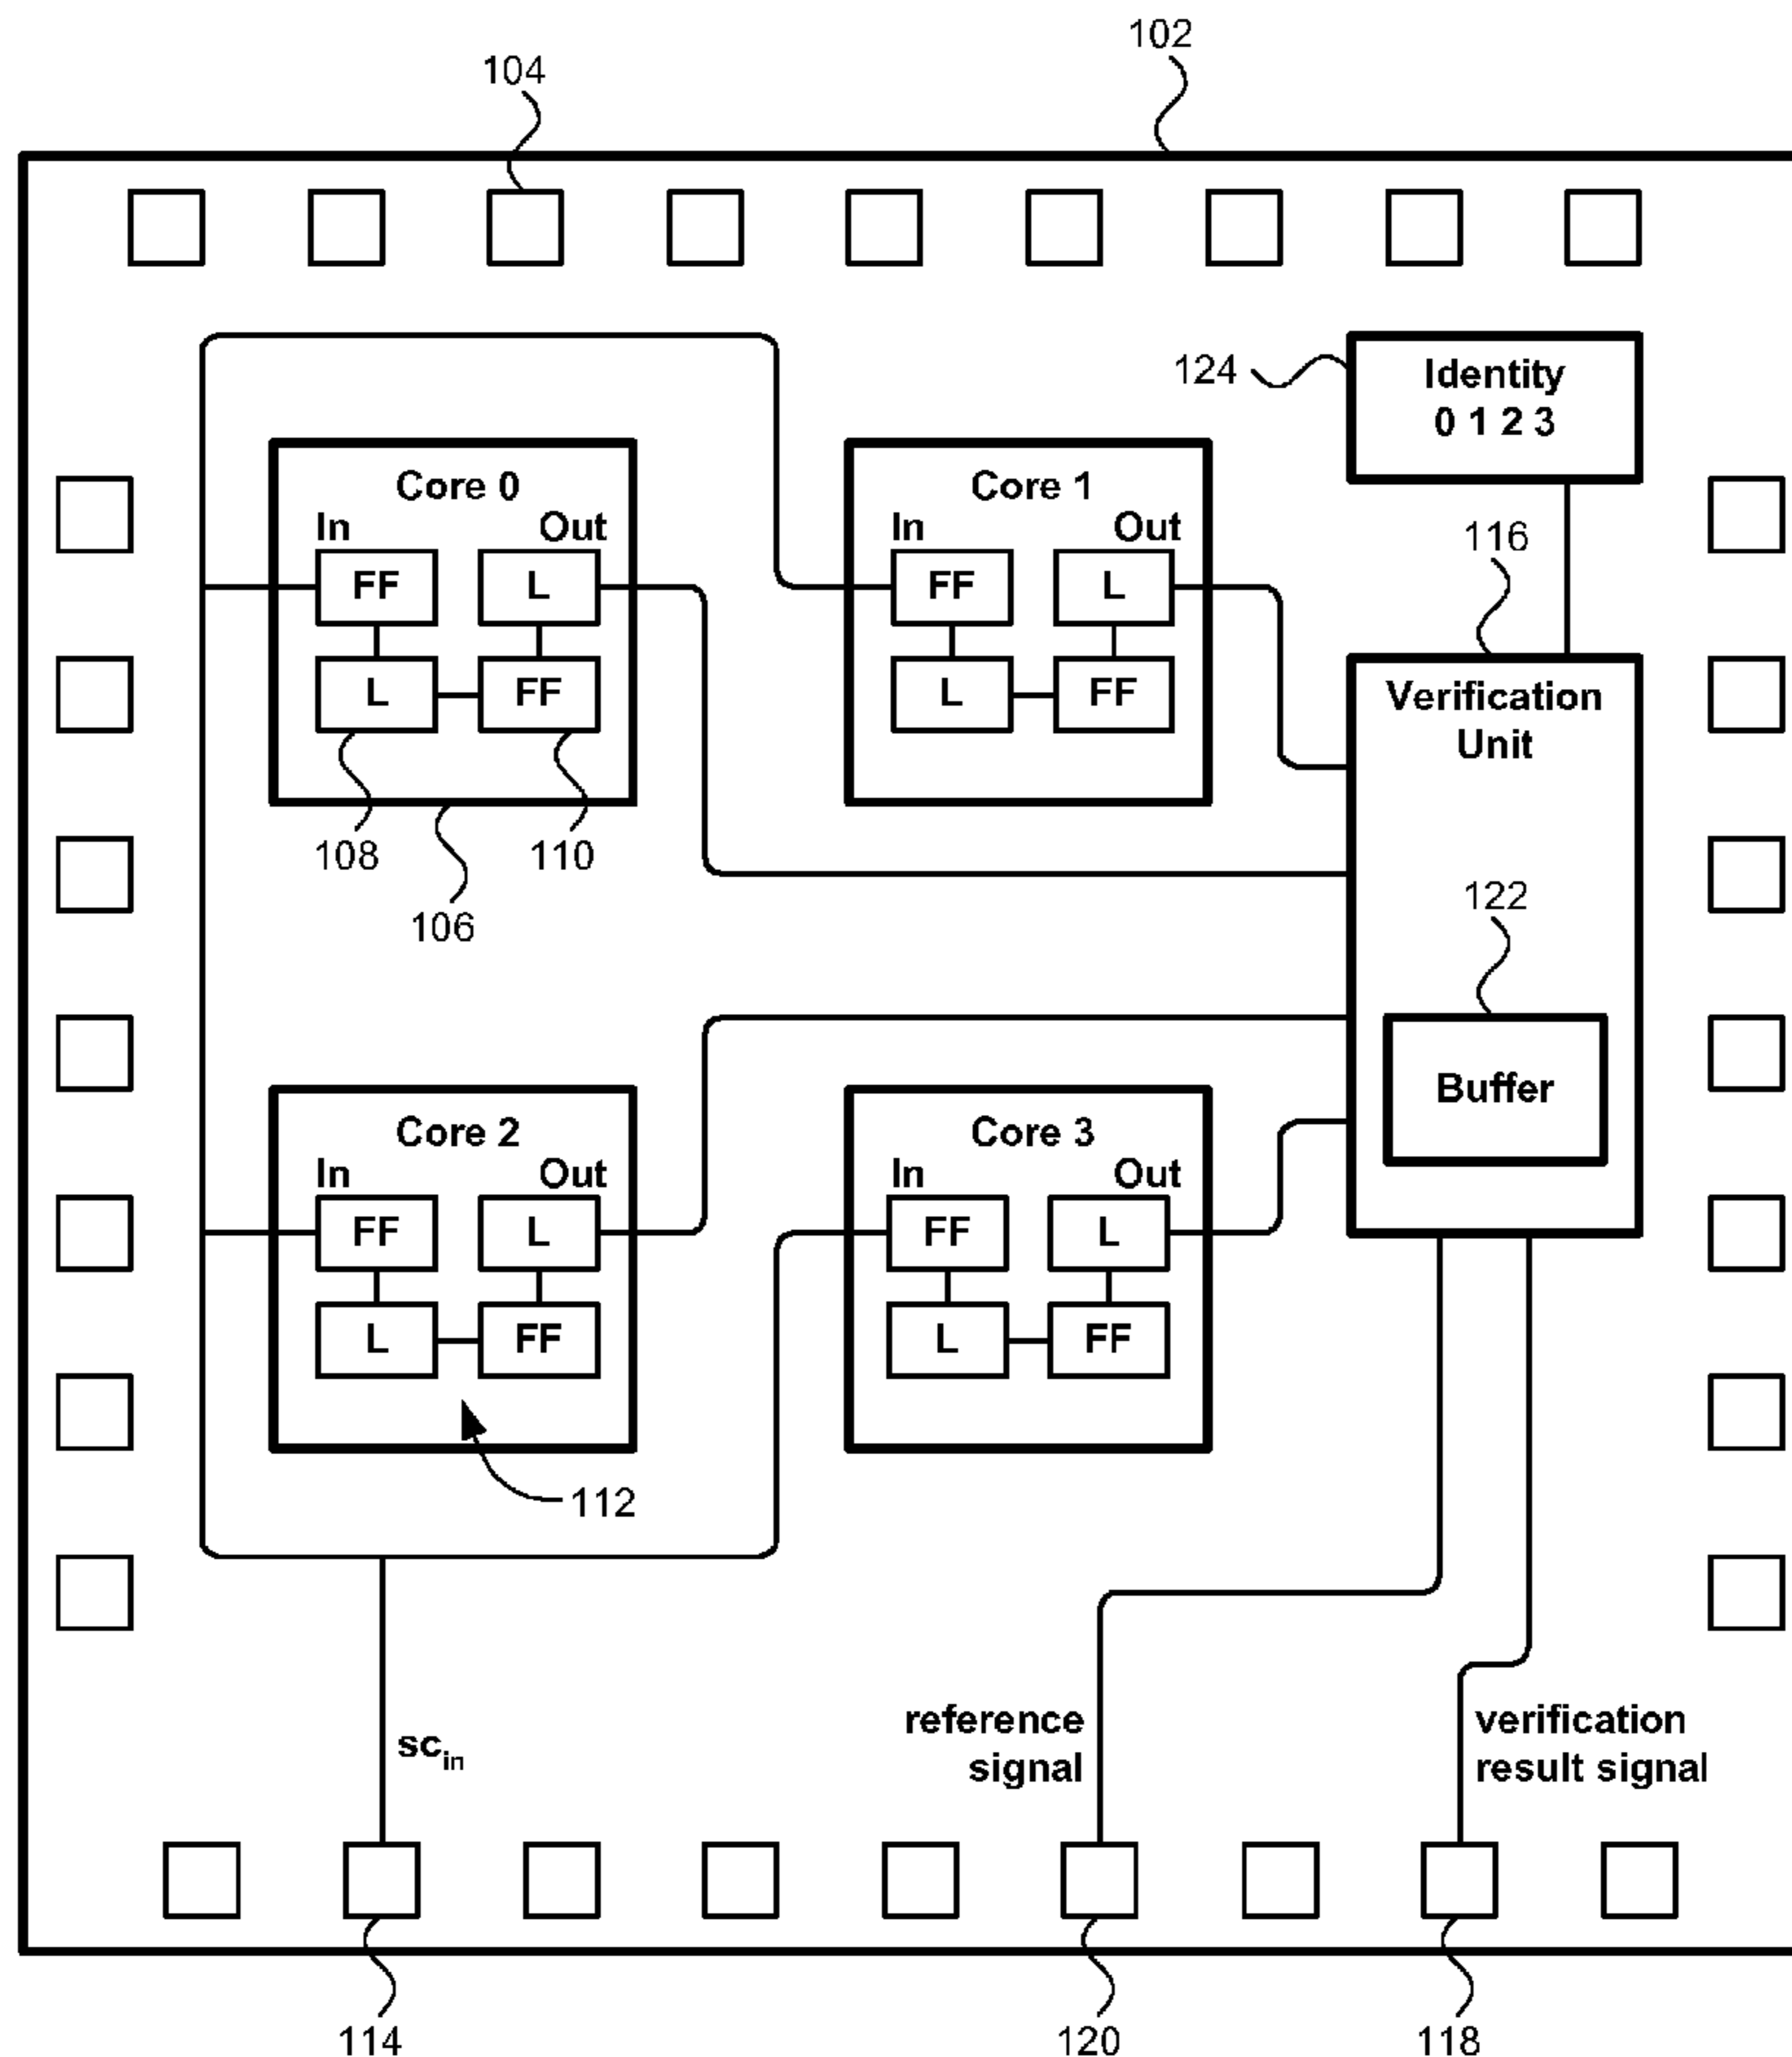 102
104
124
Identity
0 1 2 3
Core 0
In
Out
FF
L
L
FF
108
110
106
Core 1
In
Out
FF
L
L
FF
116
Verification
Unit
122
Buffer
Core 2
In
Out
FF
L
L
FF
112
Core 3
In
Out
FF
L
L
FF
sc in
reference
signal
verification
result signal
114
120
118